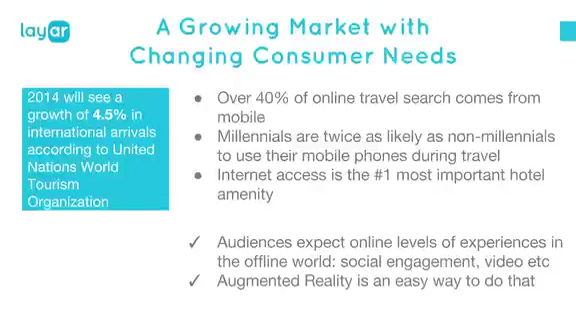 layar
A Growing Market with
Changing Consumer Needs
2014 will see a
growth of 4.5% in
international arrivals
according to United
Nations World
Tourism
Organization
● Over 40% of online travel search comes from
mobile
● Millennials are twice as likely as non-millennials
to use their mobile phones during travel
● Internet access is the #1 most important hotel
amenity
✓ Audiences expect online levels of experiences in
the offline world: social engagement, video etc
✓ Augmented Reality is an easy way to do that